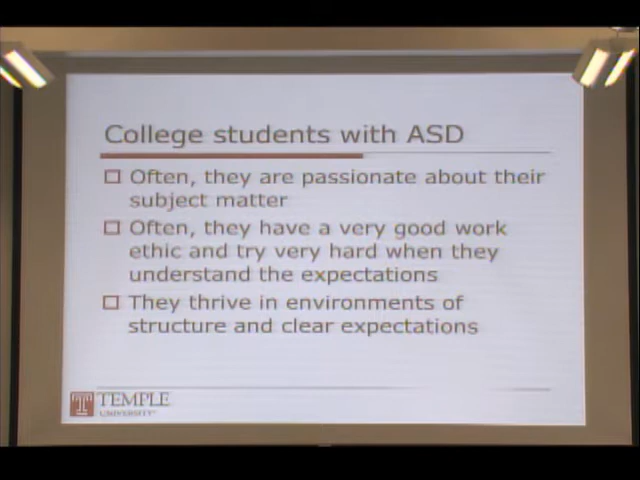 College students with ASD
Often, they are passionate about their
subject matter
Often, they have a very good work
ethic and try very hard when they
understand the expectations
They thrive in environments of
structure and clear expectations
T TEMPLE
UNIVERSITY